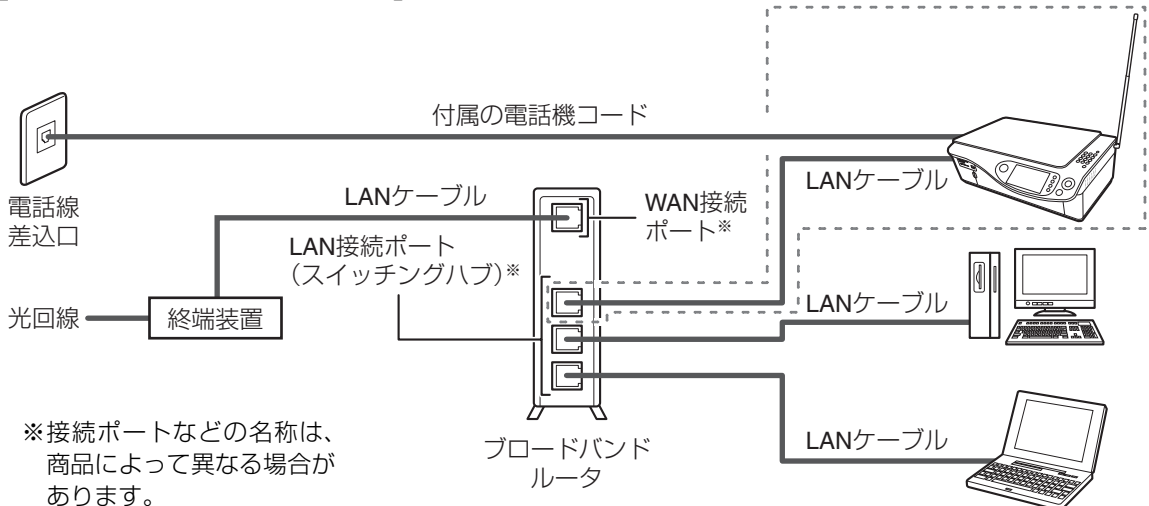 付属の電話機コード
電話線
差込口
LANケーブル
WAN接続
ポート※
LANケーブル
LAN接続ポート
（スイッチングハブ）※
光回線
終端装置
LANケーブル
LANケーブル
ブロードバンド
ルータ
※接続ポートなどの名称は、
商品によって異なる場合が
あります。